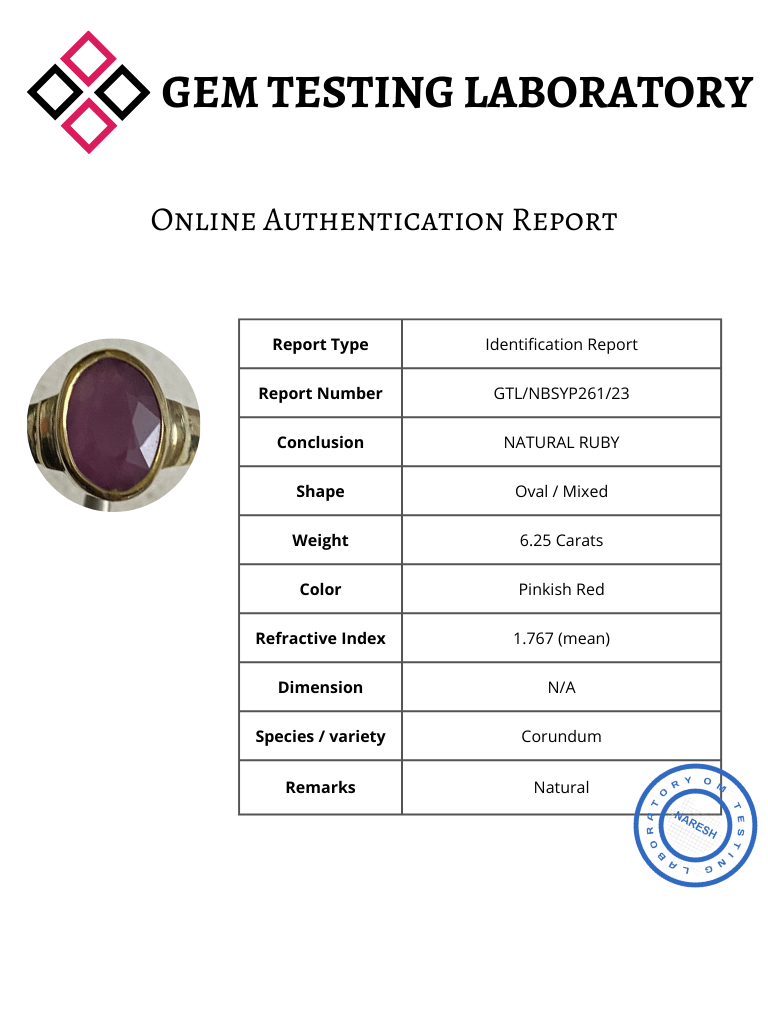 GEM TESTING LABORATORY
Online Authentication Report
Report Type Identification Report
Report Number GTL/NBSYP261/23
Conclusion NATURAL RUBY
Shape Oval / Mixed
Weight 6.25 Carats
Color Pinkish Red
Refractive Index 1.767 (mean)
Dimension N/A
Species / variety Corundum
Remarks Natural
OM TESTING LABORATORY
NARESH